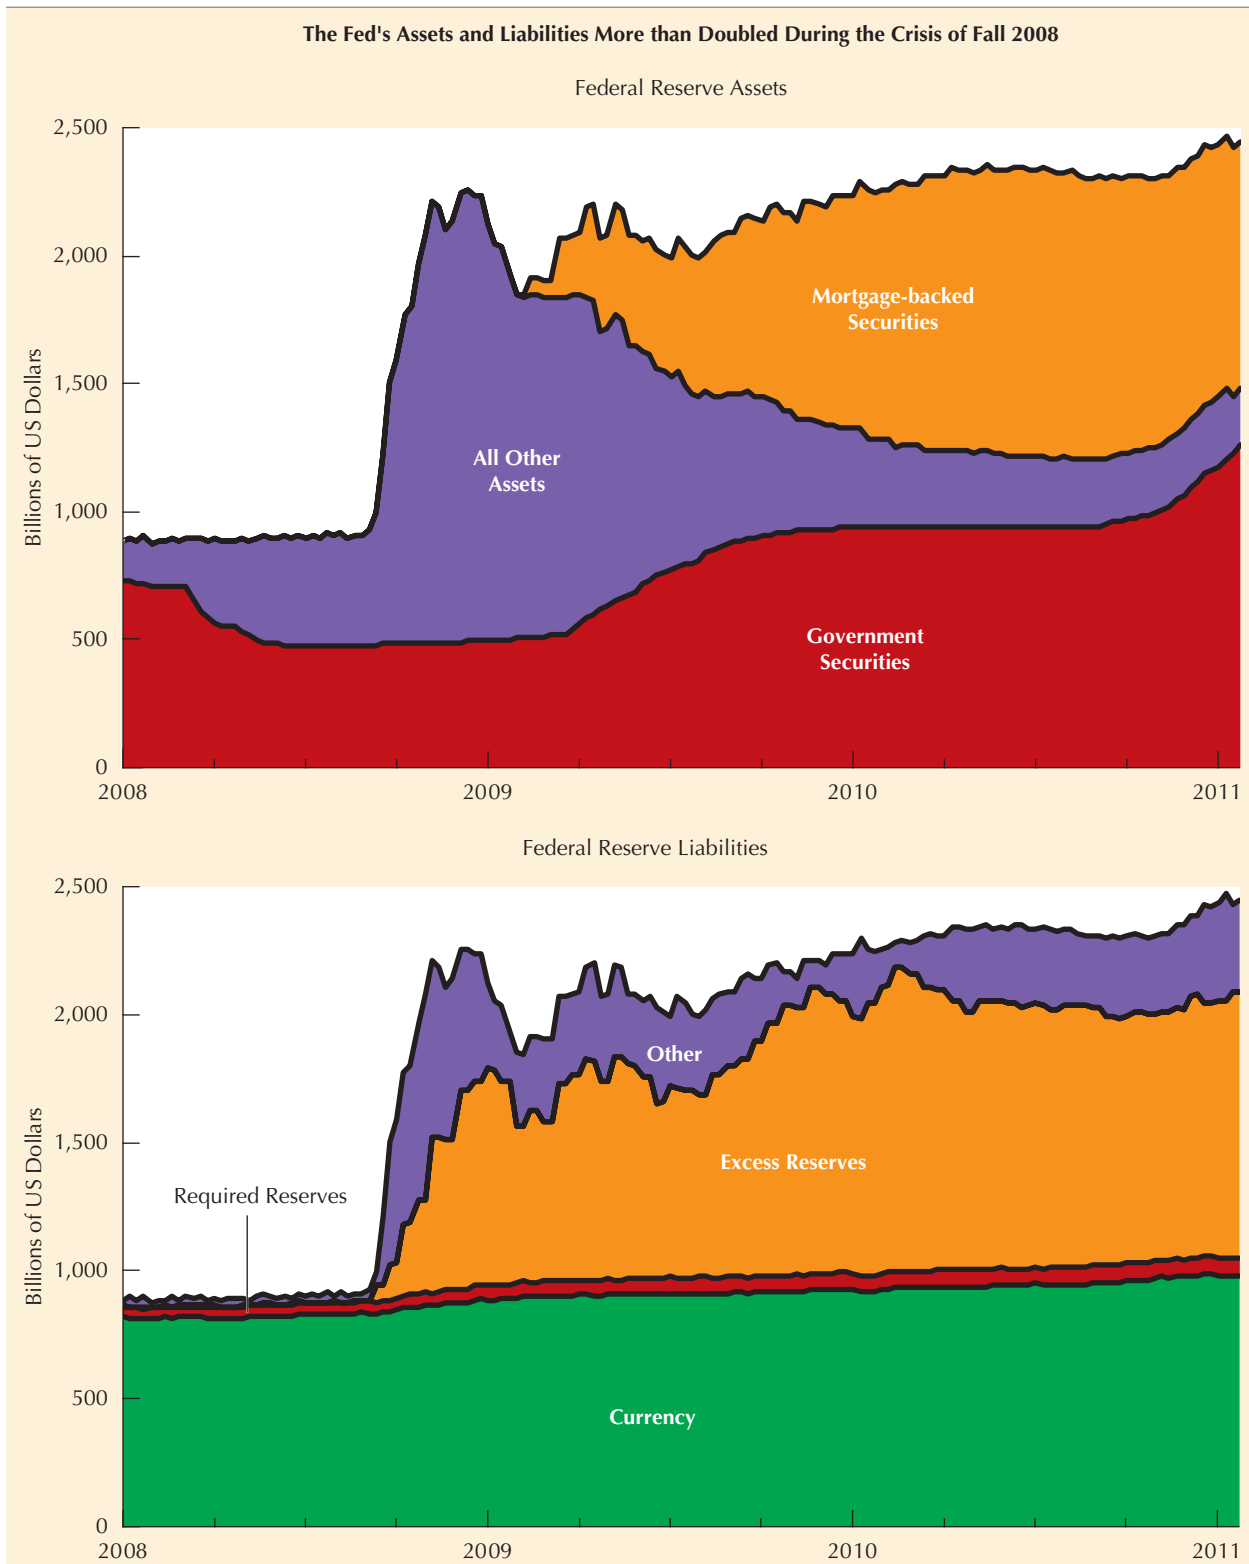 The Fed's Assets and Liabilities More than Doubled During the Crisis of Fall 2008
Federal Reserve Assets
Billions of US Dollars
2,500
2,000
1,500
1,000
500
0
Mortgage-backed
Securities
All Other
Assets
Government
Securities
2008
2009
2010
2011
Federal Reserve Liabilities
Billions of US Dollars
2,500
2,000
1,500
1,000
500
0
Other
Excess Reserves
Required Reserves
Currency
2008
2009
2010
2011